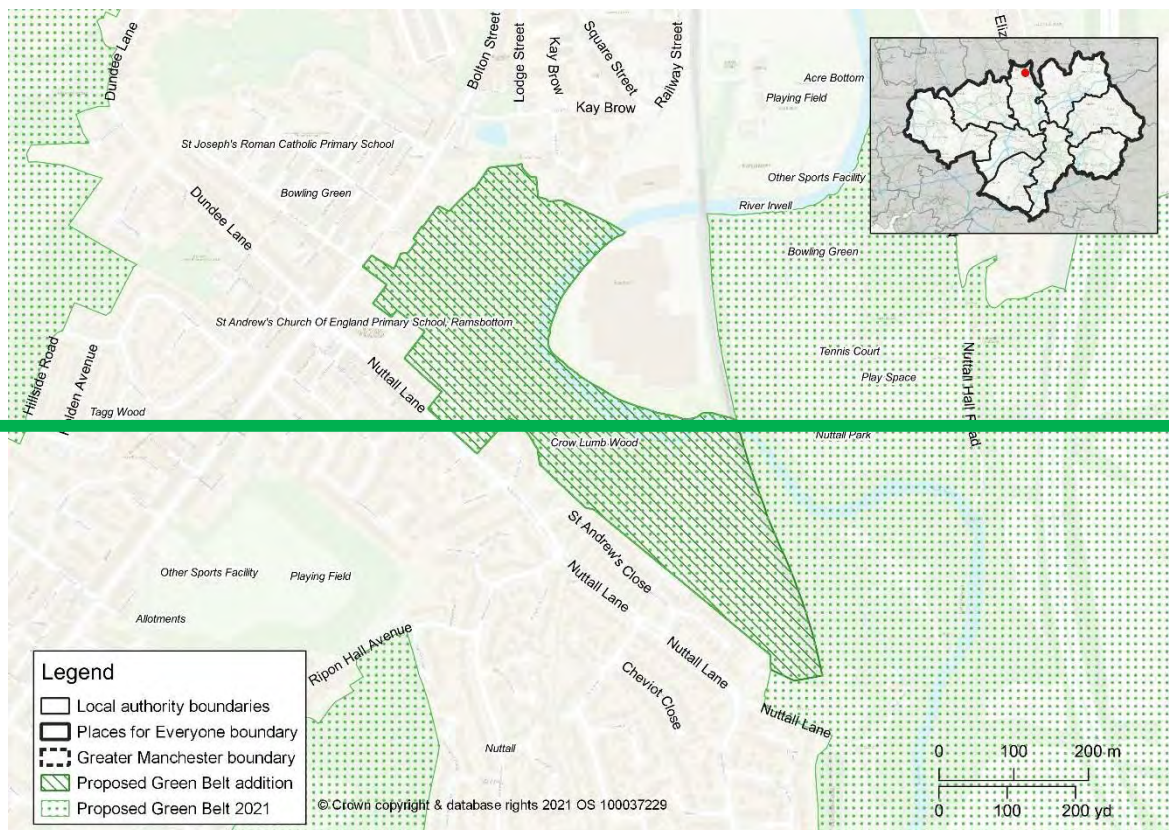 Dundee Lane
Bolton Street
Lodge Street
Kay Brow
Square Street
Railway Street
Eliz
Acre Bottom
Playing Field
Kay Brow
St Joseph's Roman Catholic Primary School
Other Sports Facility
Bowling Green
River Irwell
Dundee Lane
Bowling Green
St Andrew's Church Of England Primary School, Ramsbottom
Tennis Court
Play Space
Nuttall Lane
Hillside Road
Nuttall Hall Road
Tagg Wood
Crow Lumb Wood
Nuttall Park
St Andrew's Close
Other Sports Facility
Playing Field
Nuttall Lane
Allotments
Ripon Hall Avenue
Nuttall Lane
Cheviot Close
Nuttall Lane
Nuttall
Legend
Local authority boundaries
Places for Everyone boundary
Greater Manchester boundary
Proposed Green Belt addition
Proposed Green Belt 2021
© Crown copyright & database rights 2021 OS 100037229
0 100 200 m
0 100 200 yd